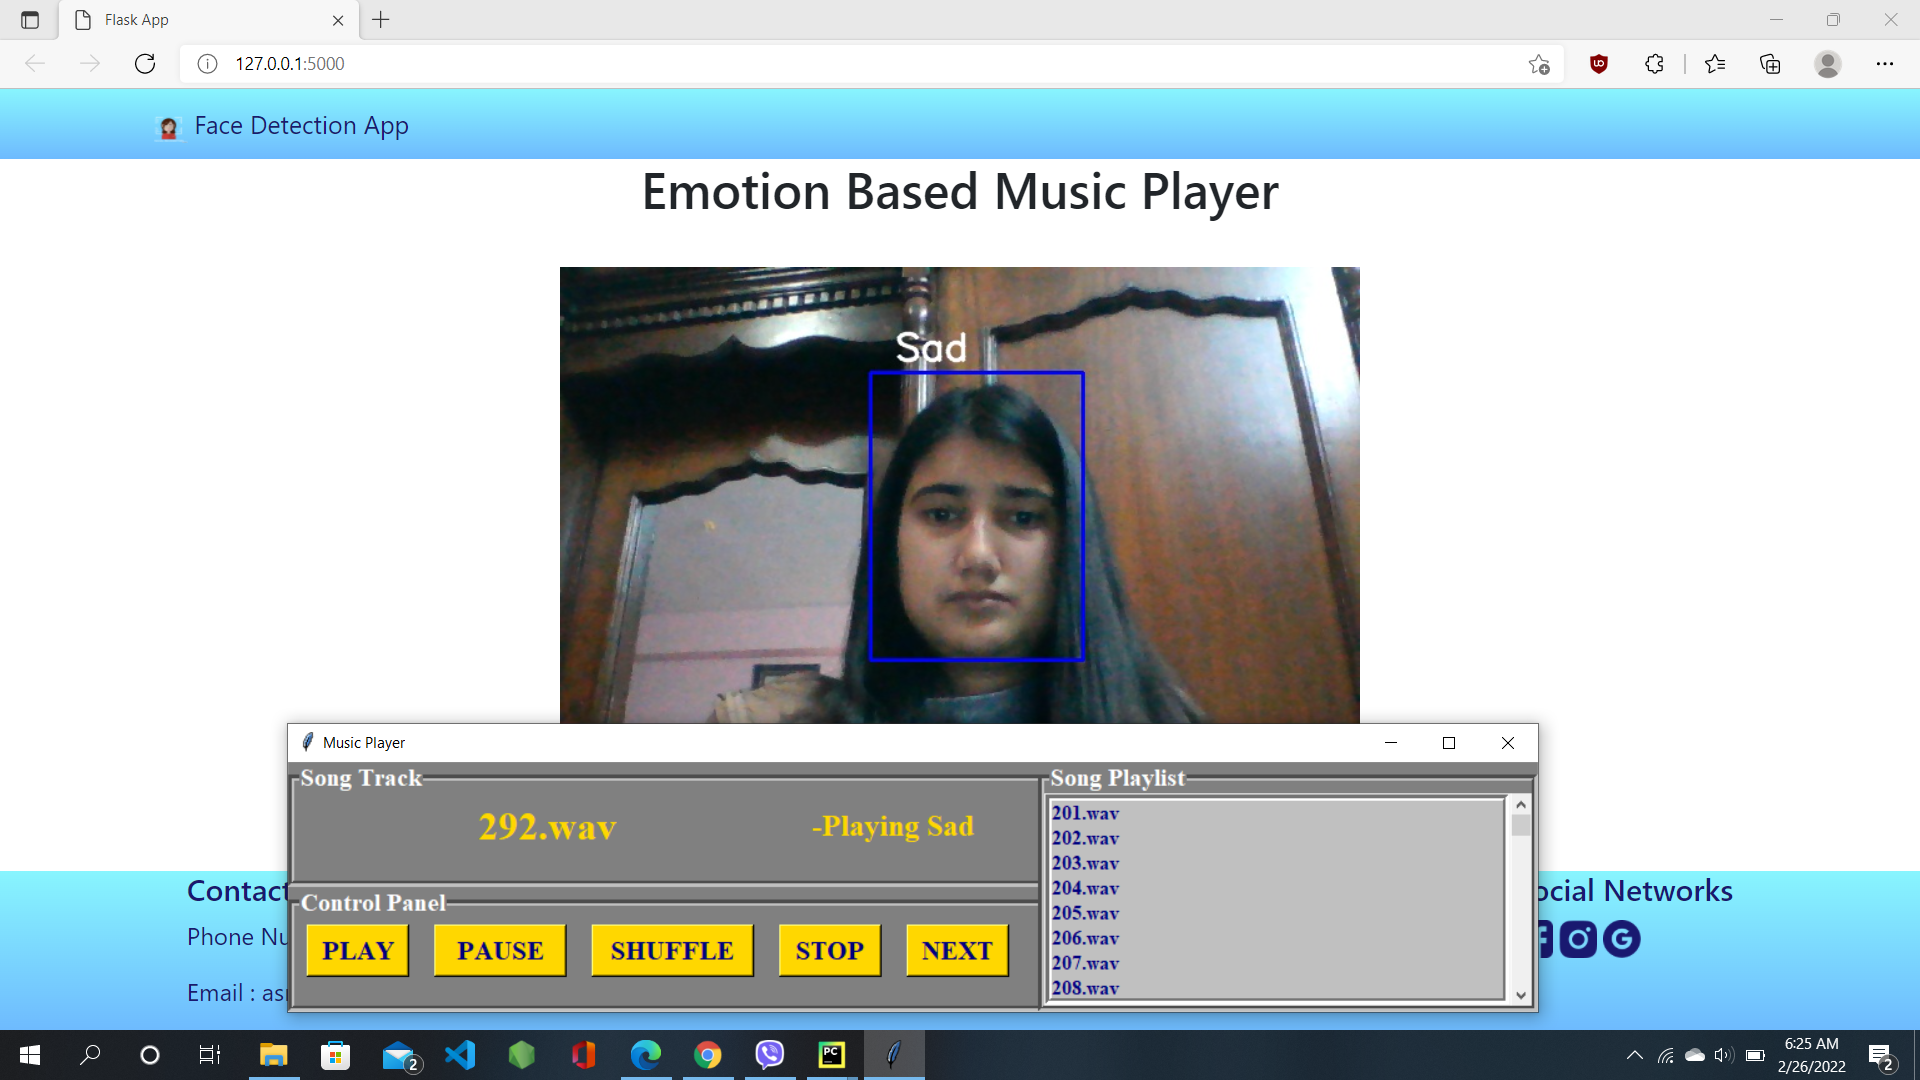 Flask App
127.0.0.1:5000
Face Detection App
Emotion Based Music Player
Sad
Music Player
Song Track
292.wav
-Playing Sad
Control Panel
PLAY
PAUSE
SHUFFLE
STOP
NEXT
Song Playlist
201.wav
202.wav
203.wav
204.wav
205.wav
206.wav
207.wav
208.wav
Contact
Phone Nu
Email : as
ocial Networks
2
PC
6:25 AM
2/26/2022
2